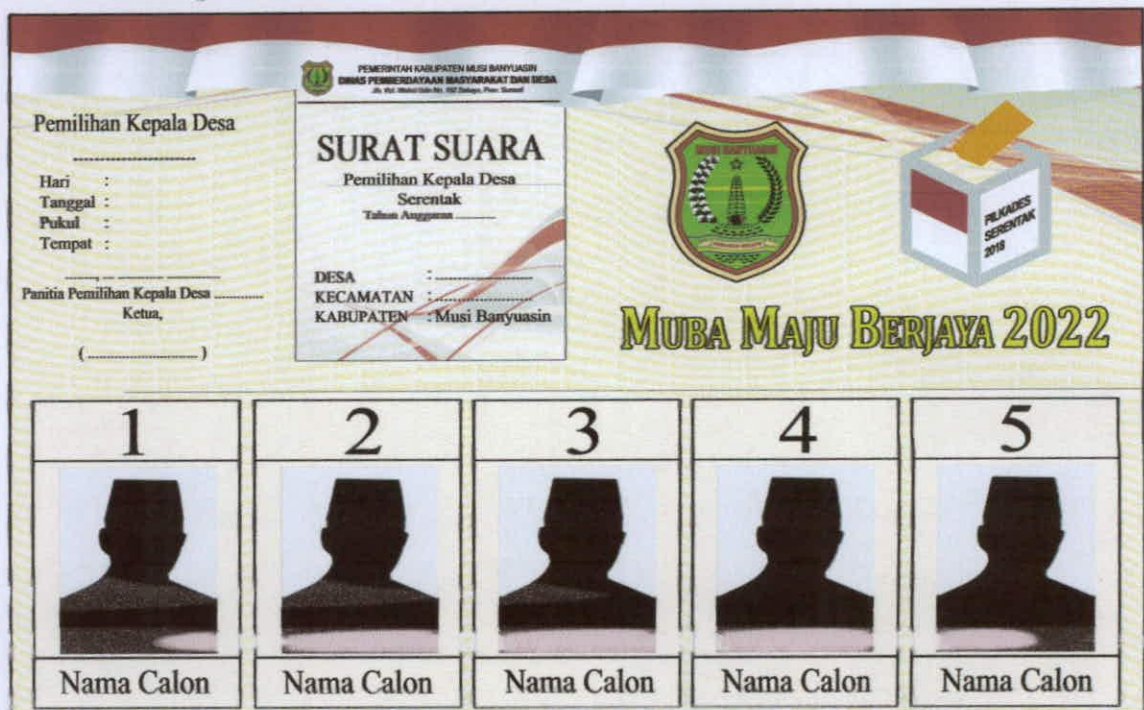 Pemilihan Kepala Desa
..............................
Hari :
Tanggal :
Pukul :
Tempat :
.........., ... ........... .............
Panitia Pemilihan Kepala Desa .............
Ketua,
( ............................ )
PEMERINTAH KABUPATEN MUSI BANYUASIN
DINAS PEMBERDAYAAN MASYARAKAT DAN DESA
SURAT SUARA
Pemilihan Kepala Desa
Serentak
Tahun Anggaran ............
DESA : ........................
KECAMATAN : ........................
KABUPATEN : Musi Banyuasin
MUSI BANYUASIN
PILKADES
SERENTAK
2018
MUBA MAJU BERJAYA 2022
1
2
3
4
5
Nama Calon
Nama Calon
Nama Calon
Nama Calon
Nama Calon